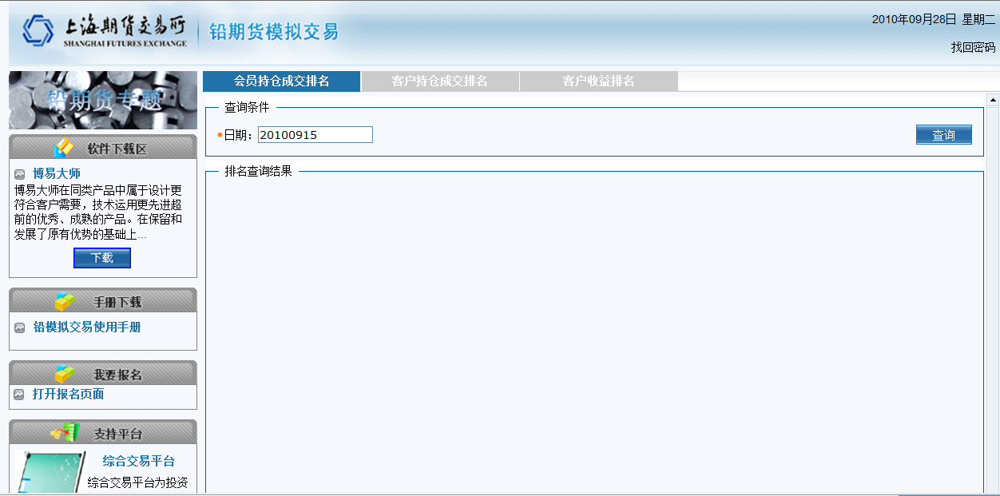 上海期货交易所
SHANGHAI FUTURES EXCHANGE
铅期货模拟交易
2010年09月28日 星期二
找回密码
铅期货专题
会员持仓成交排名 客户持仓成交排名 客户收益排名
查询条件
*日期：20100915 查询
排名查询结果
软件下载区
博易大师
博易大师在同类产品中属于设计更
符合客户需要，技术运用更先进超
前的优秀、成熟的产品。在保留和
发展了原有优势的基础上...
下载
手册下载
铅模拟交易使用手册
我要报名
打开报名页面
支持平台
综合交易平台
综合交易平台为投资